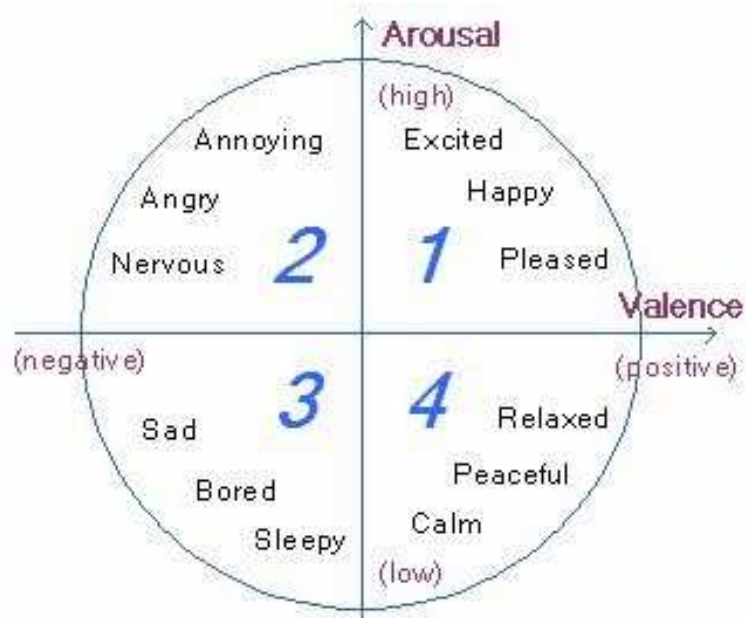 Arousal
(high)
Annoying Excited
Angry Happy
Nervous 2 1 Pleased
Valence
(negative) (positive)
Sad 3 4 Relaxed
Bored Peaceful
Sleepy Calm
(low)